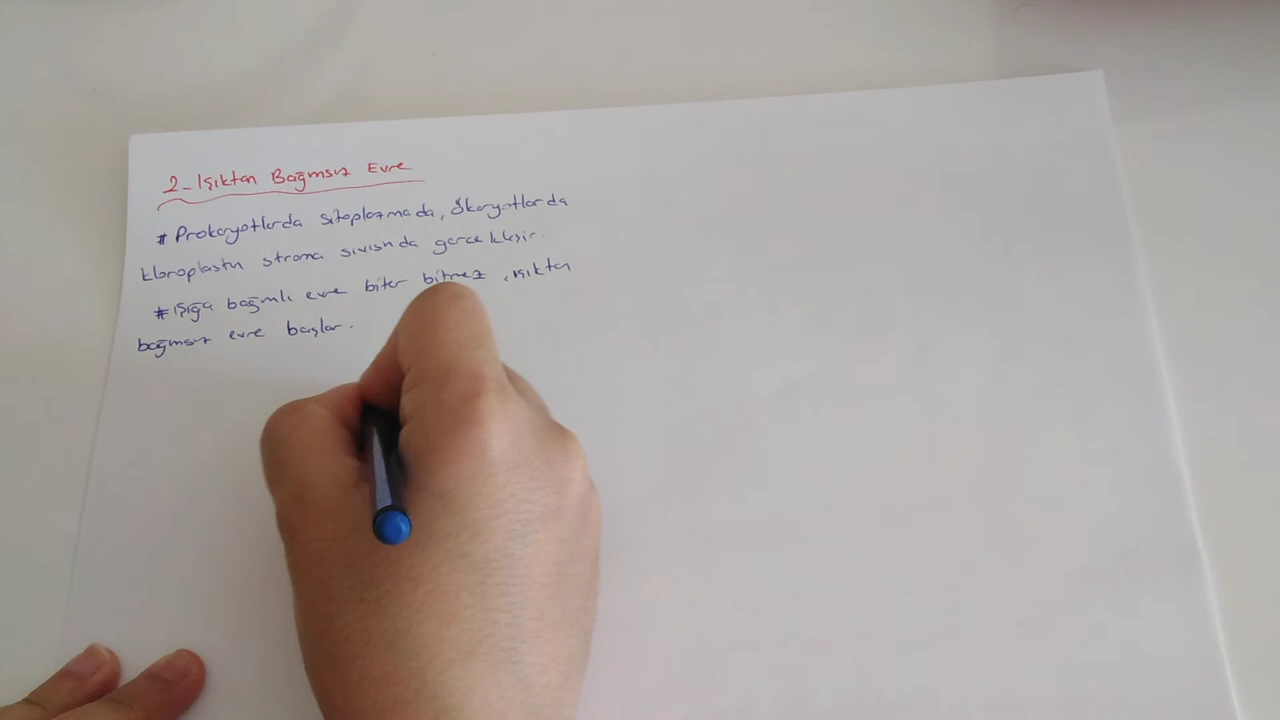 2- Işıktan Bağımsız Evre
# Prokaryotlarda sitoplazmada, Ökaryotlarda
kloroplastın stroma sıvısında gerçekleşir.
# Işığa bağımlı evre biter bitmez, ışıktan
bağımsız evre başlar.